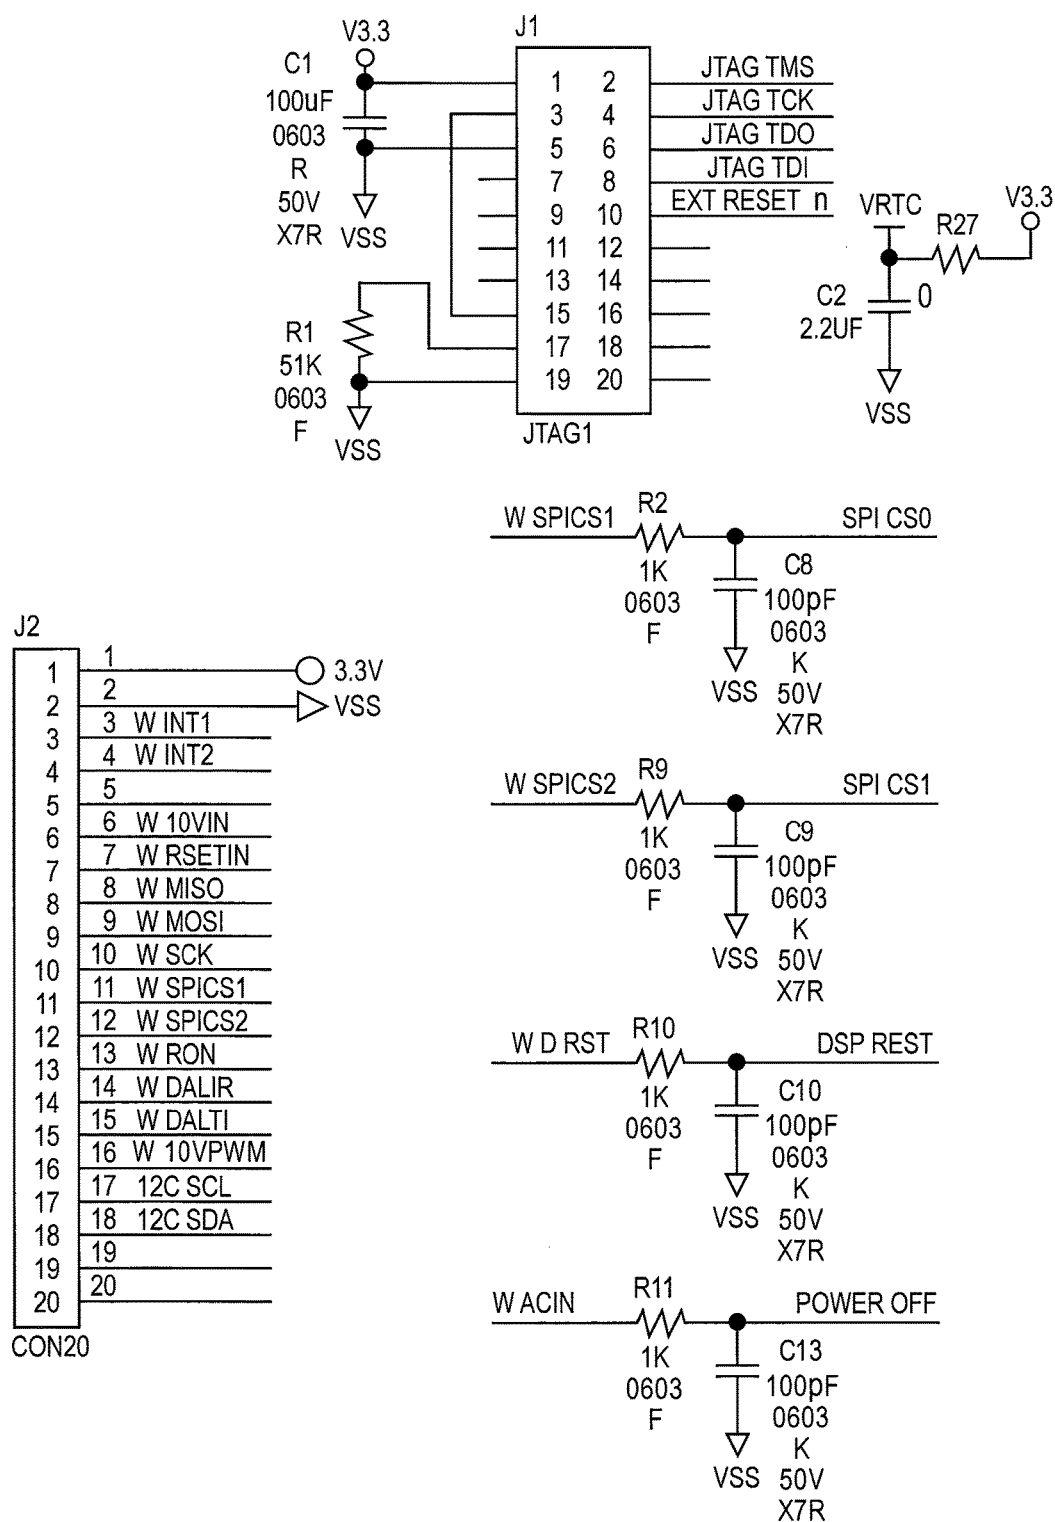 J1
V3.3
C1
100uF
0603
R
50V
X7R
VSS
1 2 JTAG TMS
3 4 JTAG TCK
5 6 JTAG TDO
7 8 JTAG TDI
9 10 EXT RESET n
11 12
13 14
15 16
17 18
19 20
JTAG1
R1
51K
0603
F
VSS
VRTC
R27
V3.3
C2
2.2UF
0
VSS
W SPICS1
R2
1K
0603
F
SPI CS0
C8
100pF
0603
K
50V
X7R
VSS
W SPICS2
R9
1K
0603
F
SPI CS1
C9
100pF
0603
K
50V
X7R
VSS
W D RST
R10
1K
0603
F
DSP REST
C10
100pF
0603
K
50V
X7R
VSS
W ACIN
R11
1K
0603
F
POWER OFF
C13
100pF
0603
K
50V
X7R
VSS
J2
1 1 3.3V
2 2 VSS
3 3 W INT1
4 4 W INT2
5 5
6 6 W 10VIN
7 7 W RSETIN
8 8 W MISO
9 9 W MOSI
10 10 W SCK
11 11 W SPICS1
12 12 W SPICS2
13 13 W RON
14 14 W DALIR
15 15 W DALTI
16 16 W 10VPWM
17 17 12C SCL
18 18 12C SDA
19 19
20 20
CON20